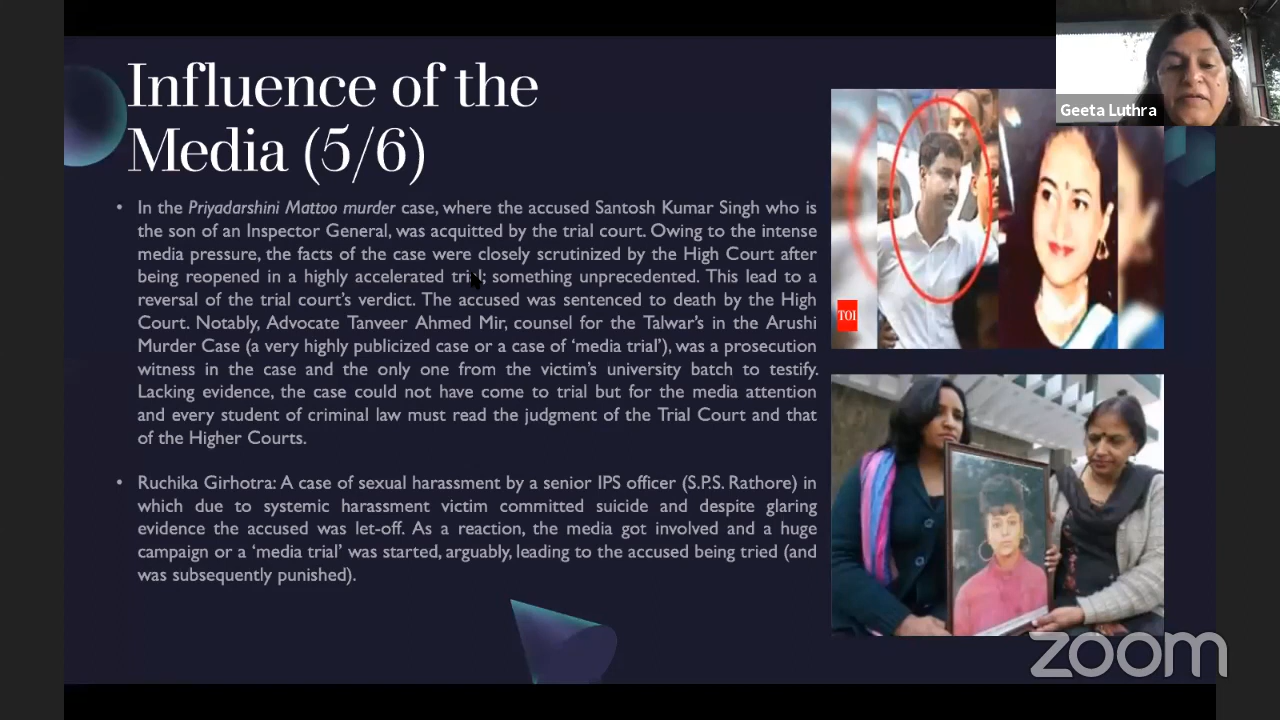 Influence of the
Media (5/6)
Geeta Luthra
• In the Priyadarshini Mattoo murder case, where the accused Santosh Kumar Singh who is
the son of an Inspector General, was acquitted by the trial court. Owing to the intense
media pressure, the facts of the case were closely scrutinized by the High Court after
being reopened in a highly accelerated trial; something unprecedented. This lead to a
reversal of the trial court's verdict. The accused was sentenced to death by the High
Court. Notably, Advocate Tanveer Ahmed Mir, counsel for the Talwar's in the Arushi
Murder Case (a very highly publicized case or a case of 'media trial'), was a prosecution
witness in the case and the only one from the victim's university batch to testify.
Lacking evidence, the case could not have come to trial but for the media attention
and every student of criminal law must read the judgment of the Trial Court and that
of the Higher Courts.
• Ruchika Girhotra: A case of sexual harassment by a senior IPS officer (S.P.S. Rathore) in
which due to systemic harassment victim committed suicide and despite glaring
evidence the accused was let-off. As a reaction, the media got involved and a huge
campaign or a 'media trial' was started, arguably, leading to the accused being tried (and
was subsequently punished).
TOI
zoom